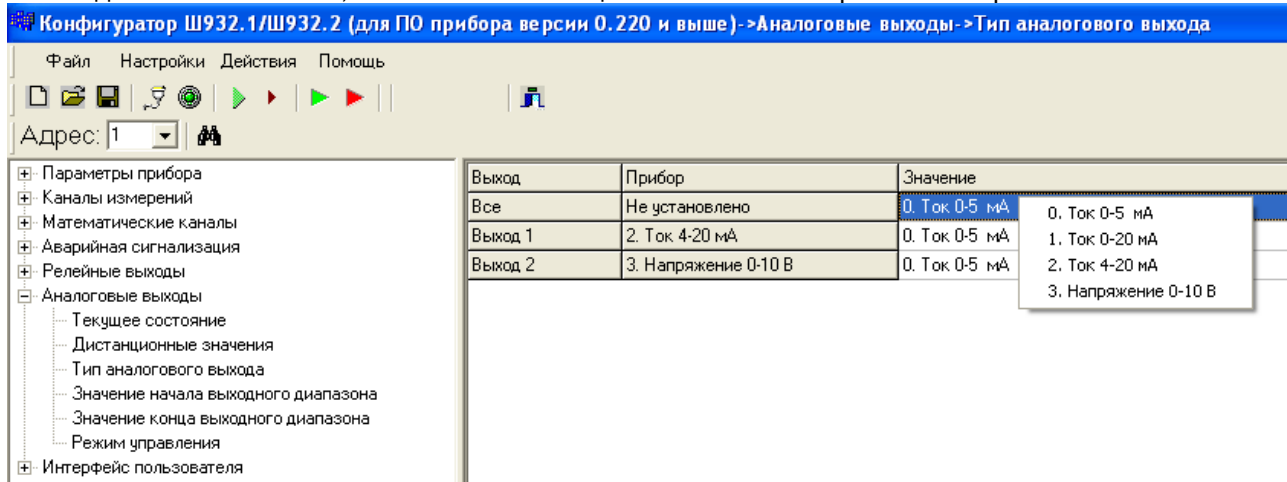 Конфигуратор Ш932.1/Ш932.2 (для ПО прибора версии 0.220 и выше)->Аналоговые выходы->Тип аналогового выхода
Файл Настройки Действия Помощь
Адрес: 1
Параметры прибора
Каналы измерений
Математические каналы
Аварийная сигнализация
Релейные выходы
Аналоговые выходы
Текущее состояние
Дистанционные значения
Тип аналогового выхода
Значение начала выходного диапазона
Значение конца выходного диапазона
Режим управления
Интерфейс пользователя
Выход Прибор Значение
Все Не установлено 0. Ток 0-5 мА
Выход 1 2. Ток 4-20 мА 0. Ток 0-5 мА
Выход 2 3. Напряжение 0-10 В 0. Ток 0-5 мА
0. Ток 0-5 мА
1. Ток 0-20 мА
2. Ток 4-20 мА
3. Напряжение 0-10 В